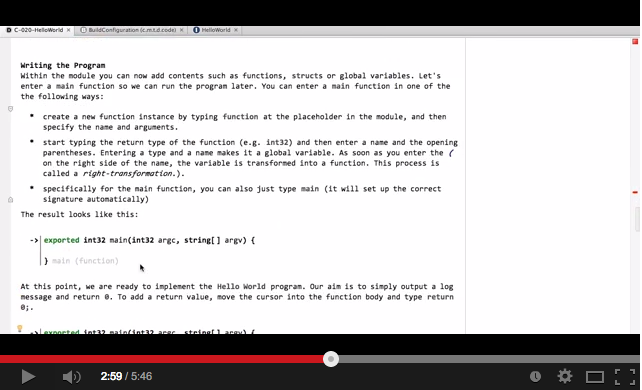 C-020-HelloWorld
BuildConfiguration (c.m.t.d.code)
HelloWorld
Writing the Program
Within the module you can now add contents such as functions, structs or global variables. Let's
enter a main function so we can run the program later. You can enter a main function in one of the
the following ways:
* create a new function instance by typing function at the placeholder in the module, and then
specify the name and arguments.
* start typing the return type of the function (e.g. int32) and then enter a name and the opening
parentheses. Entering a type and a name makes it a global variable. As soon as you enter the (
on the right side of the name, the variable is transformed into a function. This process is
called a right-transformation.).
* specifically for the main function, you can also just type main (it will set up the correct
signature automatically)
The result looks like this:
-> exported int32 main(int32 argc, string[] argv) {
} main (function)
At this point, we are ready to implement the Hello World program. Our aim is to simply output a log
message and return 0. To add a return value, move the cursor into the function body and type return
0;.
-> exported int32 main(int32 argc, string[] argv) {
2:59 / 5:46